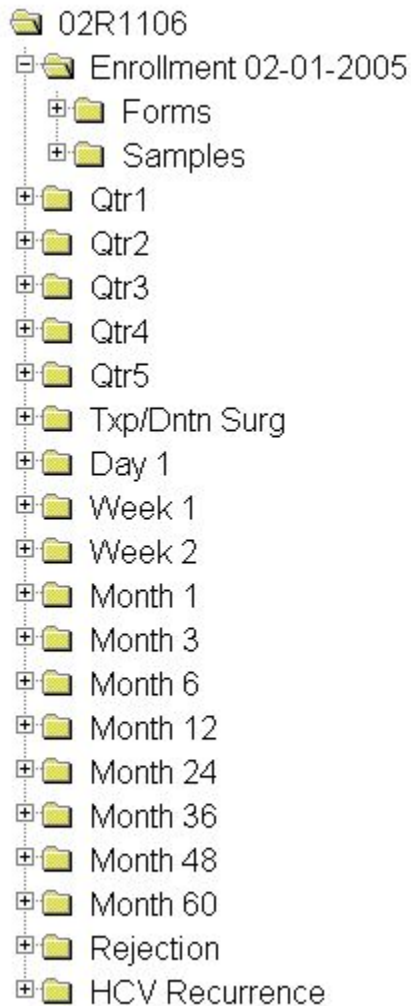 02R1106
Enrollment 02-01-2005
Forms
Samples
Qtr1
Qtr2
Qtr3
Qtr4
Qtr5
Txp/Dntn Surg
Day 1
Week 1
Week 2
Month 1
Month 3
Month 6
Month 12
Month 24
Month 36
Month 48
Month 60
Rejection
HCV Recurrence